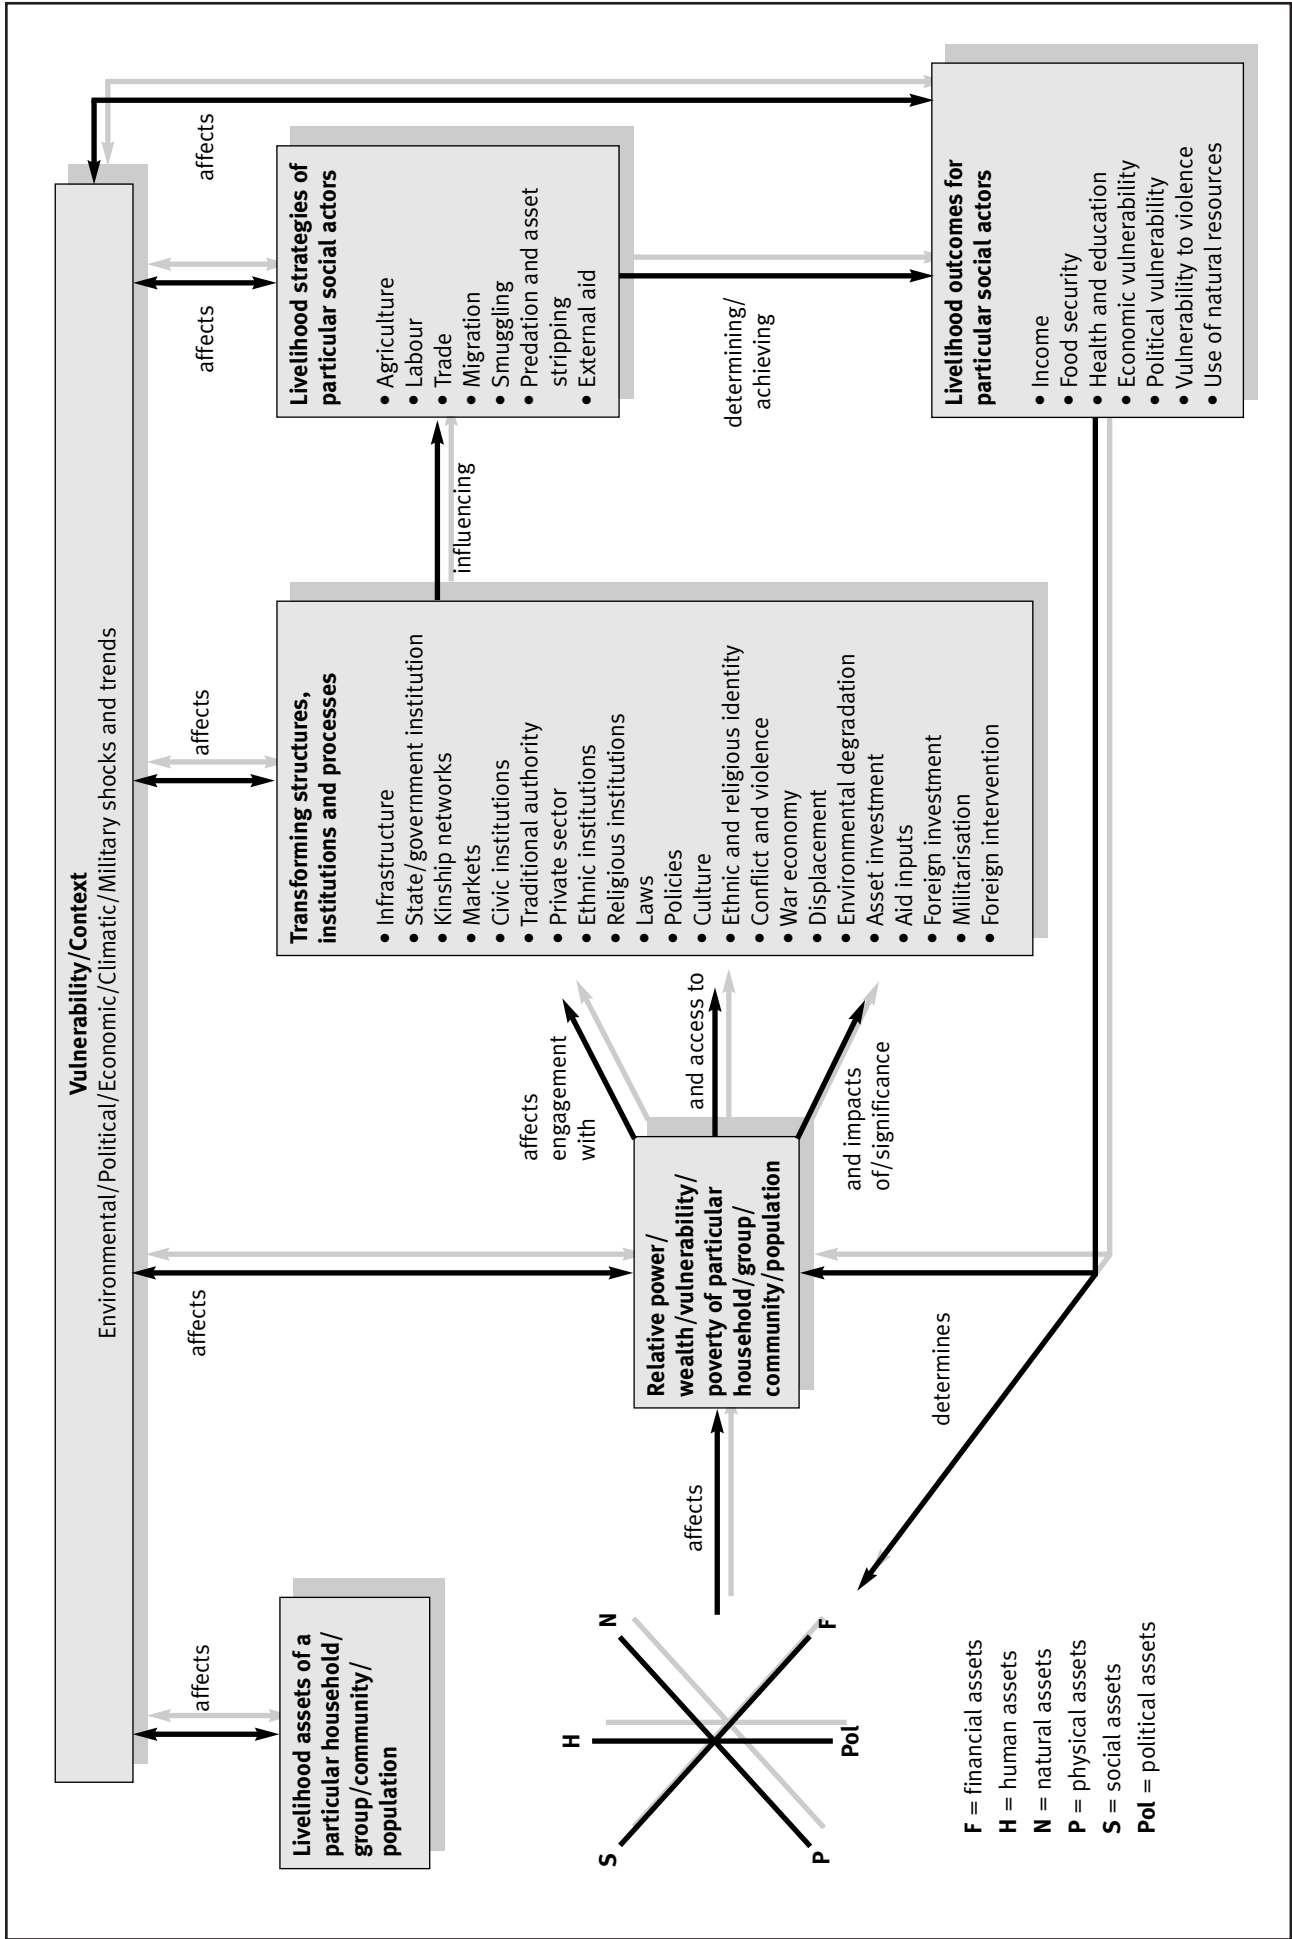 Vulnerability/Context
Environmental/Political/Economic/Climatic/Military shocks and trends
affects
affects
affects
affects
affects
Livelihood assets of a
particular household/
group/community/
population
S
H
N
P
Pol
F
F = financial assets
H = human assets
N = natural assets
P = physical assets
S = social assets
Pol = political assets
affects
Relative power/
wealth/vulnerability/
poverty of particular
household/group/
community/population
determines
affects
engagement
with
and access to
and impacts
of/significance
Transforming structures,
institutions and processes
• Infrastructure
• State/government institution
• Kinship networks
• Markets
• Civic institutions
• Traditional authority
• Private sector
• Ethnic institutions
• Religious institutions
• Laws
• Policies
• Culture
• Ethnic and religious identity
• Conflict and violence
• War economy
• Displacement
• Environmental degradation
• Asset investment
• Aid inputs
• Foreign investment
• Militarisation
• Foreign intervention
influencing
Livelihood strategies of
particular social actors
• Agriculture
• Labour
• Trade
• Migration
• Smuggling
• Predation and asset
stripping
• External aid
determining/
achieving
Livelihood outcomes for
particular social actors
• Income
• Food security
• Health and education
• Economic vulnerability
• Political vulnerability
• Vulnerability to violence
• Use of natural resources